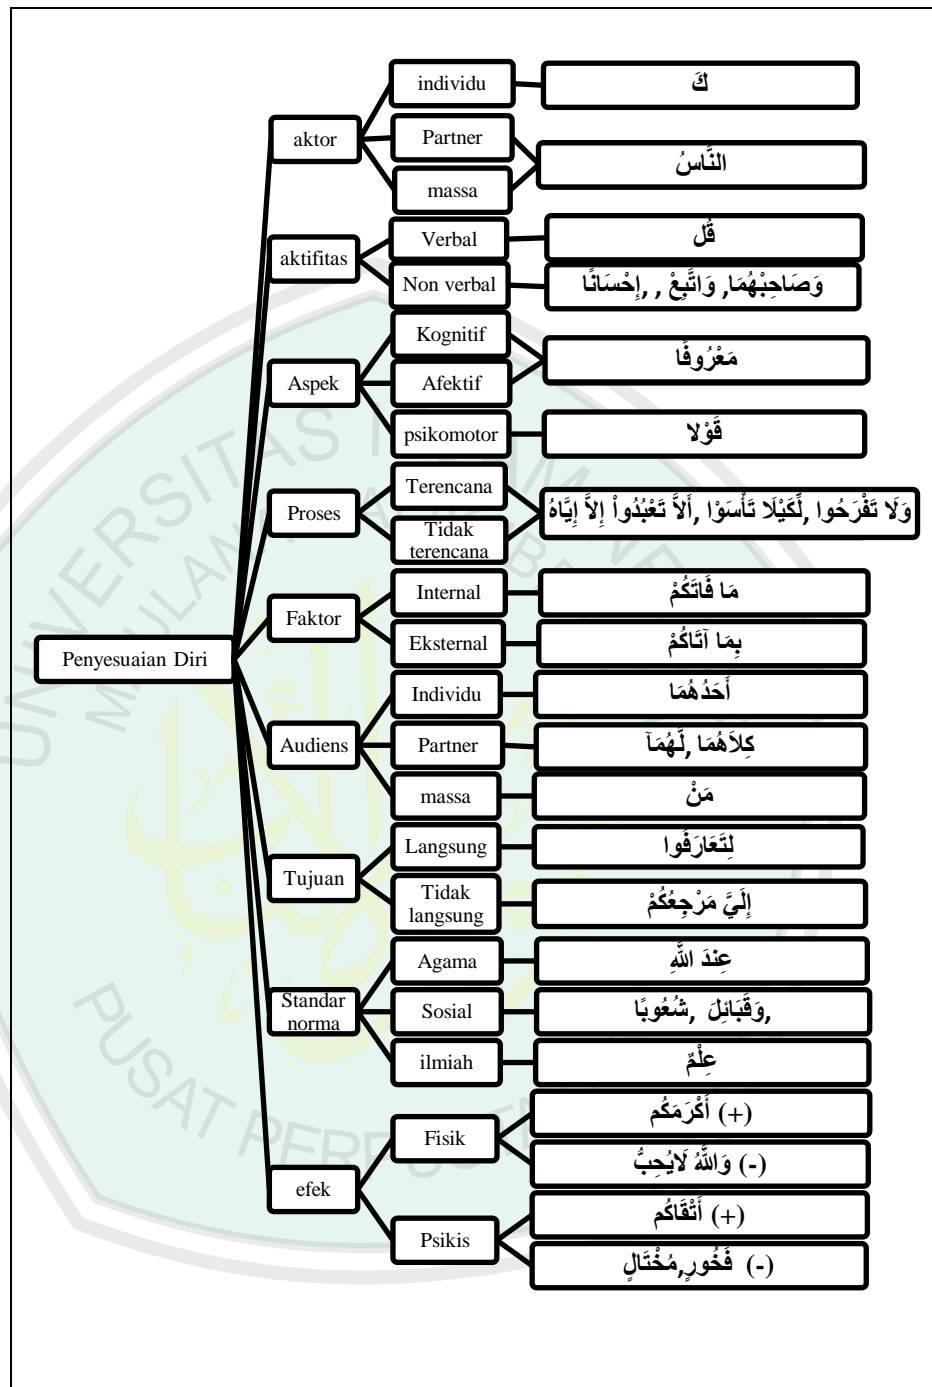 Penyesuaian Diri
aktor
individu
كَ
Partner
massa
النَّاسُ
aktifitas
Verbal
قُل
Non verbal
وَصَاحِبْهُمَا, وَاتَّبِعْ , ,إِحْسَانًا
Aspek
Kognitif
Afektif
مَعْرُوفًا
psikomotor
قَوْلا
Proses
Terencana
Tidak
terencana
وَلَا تَفْرَحُوا ,لِّكَيْلَا تَأْسَوْا ,أَلاَّ تَعْبُدُواْ إِلاَّ إِيَّاهُ
Faktor
Internal
مَا فَاتَكُمْ
Eksternal
بِمَا آتَاكُمْ
Audiens
Individu
أَحَدُهُمَا
Partner
كِلاَهُمَا ,لَّهُمَآ
massa
مَنْ
Tujuan
Langsung
لِتَعَارَفُوا
Tidak
langsung
إِلَيَّ مَرْجِعُكُمْ
Standar
norma
Agama
عِندَ اللَّهِ
Sosial
,وَقَبَائِلَ ,شُعُوبًا
ilmiah
عِلْمٌ
efek
Fisik
(+) أَكْرَمَكُم
(-) وَاللَّهُ لَايُحِبُّ
Psikis
(+) أَتْقَاكُم
(-) فَخُورٍ,مُخْتَالٍ